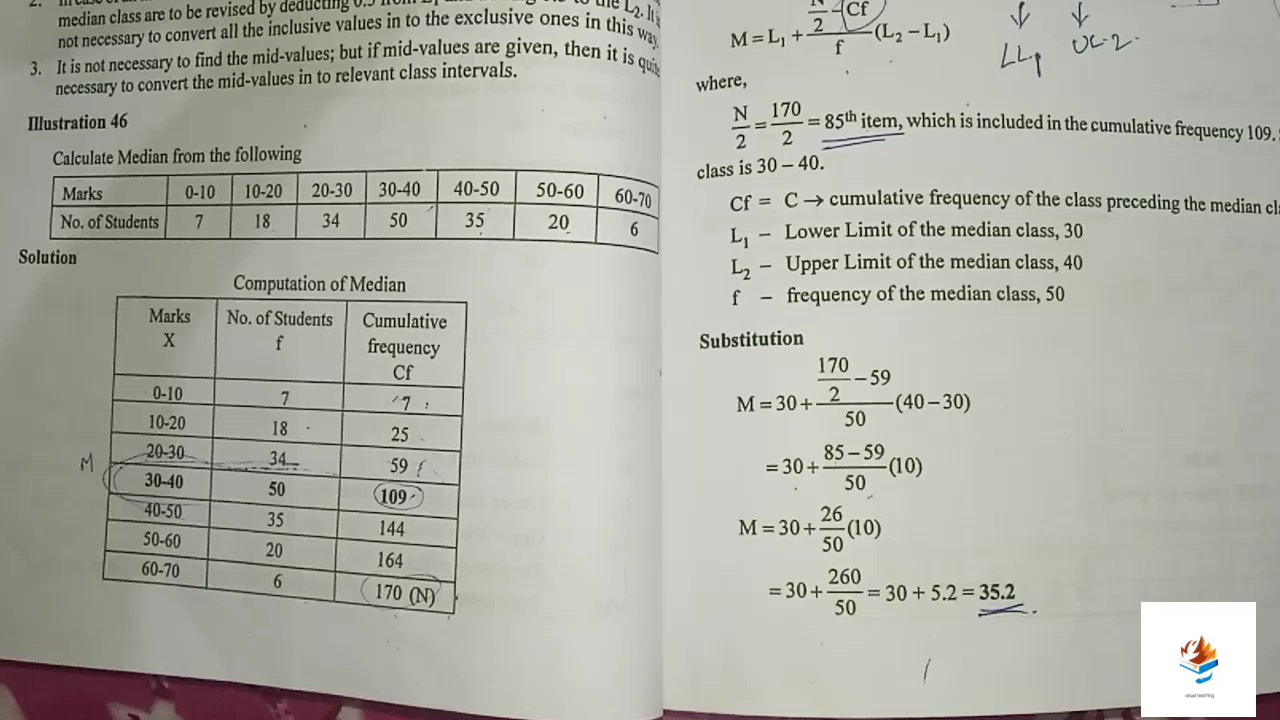 2.
median class are to be revised by deducting 0.5 from L₁ to the L₂. It is
not necessary to convert all the inclusive values in to the exclusive ones in this way.
3. It is not necessary to find the mid-values; but if mid-values are given, then it is quite
necessary to convert the mid-values in to relevant class intervals.
Illustration 46
Calculate Median from the following
Marks 0-10 10-20 20-30 30-40 40-50 50-60 60-70
No. of Students 7 18 34 50 35 20 6
Solution
Computation of Median
Marks X No. of Students f Cumulative frequency Cf
0-10 7 7
10-20 18 25
20-30 34 59
M 30-40 50 109
40-50 35 144
50-60 20 164
60-70 6 170 (N)
M = L₁ + (N/2 - Cf)/f (L₂ – L₁)
LL1 UL-2
where,
N/2 = 170/2 = 85th item, which is included in the cumulative frequency 109.
class is 30 – 40.
Cf = C → cumulative frequency of the class preceding the median
L₁ – Lower Limit of the median class, 30
L₂ – Upper Limit of the median class, 40
f – frequency of the median class, 50
Substitution
M = 30 + (170/2 – 59)/50 (40 – 30)
= 30 + (85 – 59)/50 (10)
M = 30 + 26/50 (10)
= 30 + 260/50 = 30 + 5.2 = 35.2
virtual teaching